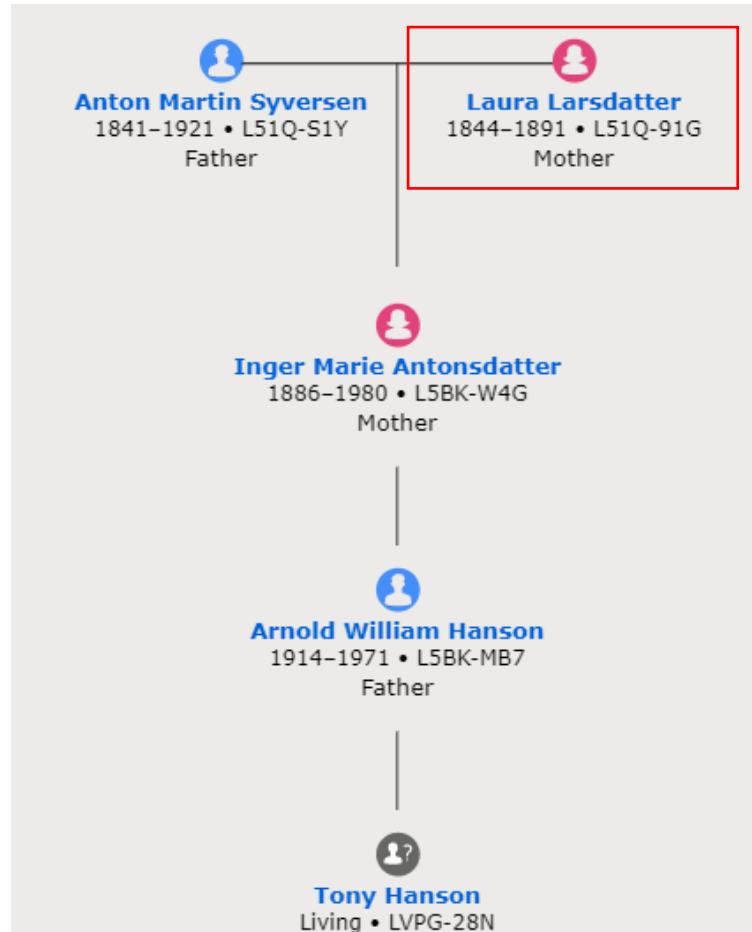 Anton Martin Syversen
1841–1921 • L51Q-S1Y
Father
Laura Larsdatter
1844–1891 • L51Q-91G
Mother
Inger Marie Antonsdatter
1886–1980 • L5BK-W4G
Mother
Arnold William Hanson
1914–1971 • L5BK-MB7
Father
?
Tony Hanson
Living • LVPG-28N